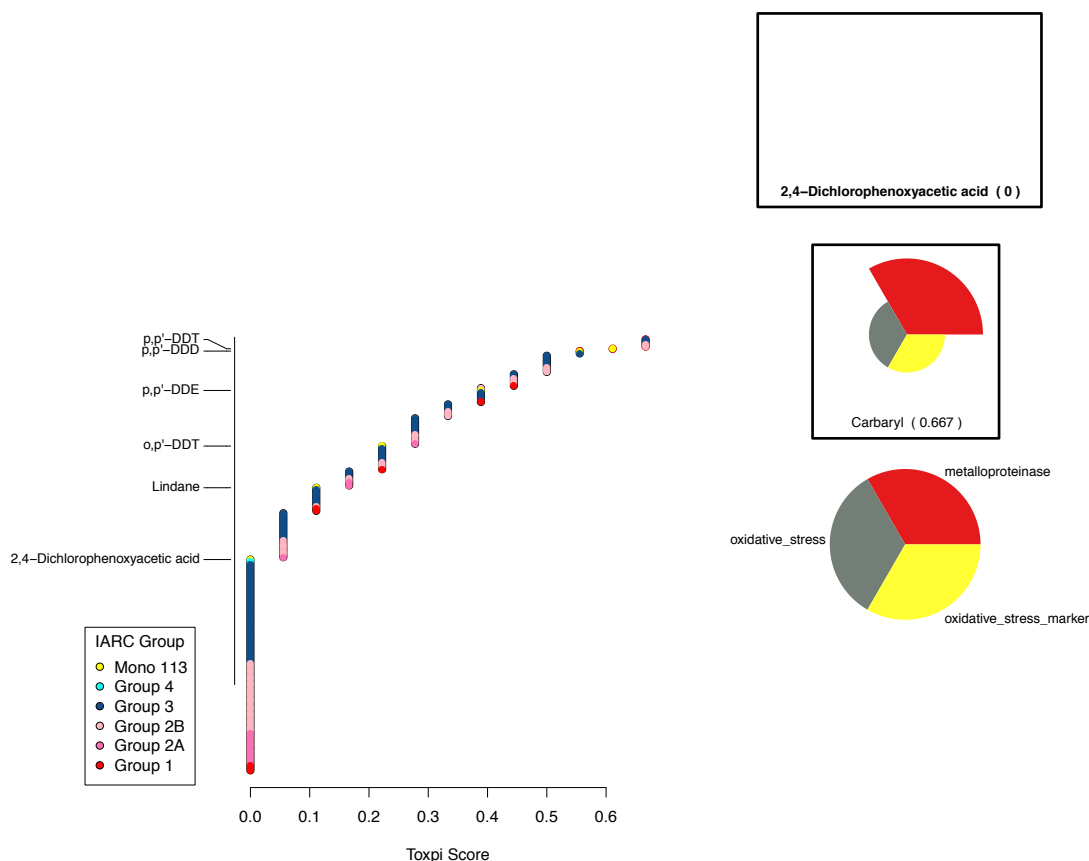 2,4−Dichlorophenoxyacetic acid ( 0 )
Carbaryl ( 0.667 )
metalloproteinase
oxidative_stress
oxidative_stress_marker
p,p'−DDT
p,p'−DDD
p,p'−DDE
o,p'−DDT
Lindane
2,4−Dichlorophenoxyacetic acid
IARC Group
Mono 113
Group 4
Group 3
Group 2B
Group 2A
Group 1
0.0 0.1 0.2 0.3 0.4 0.5 0.6
Toxpi Score